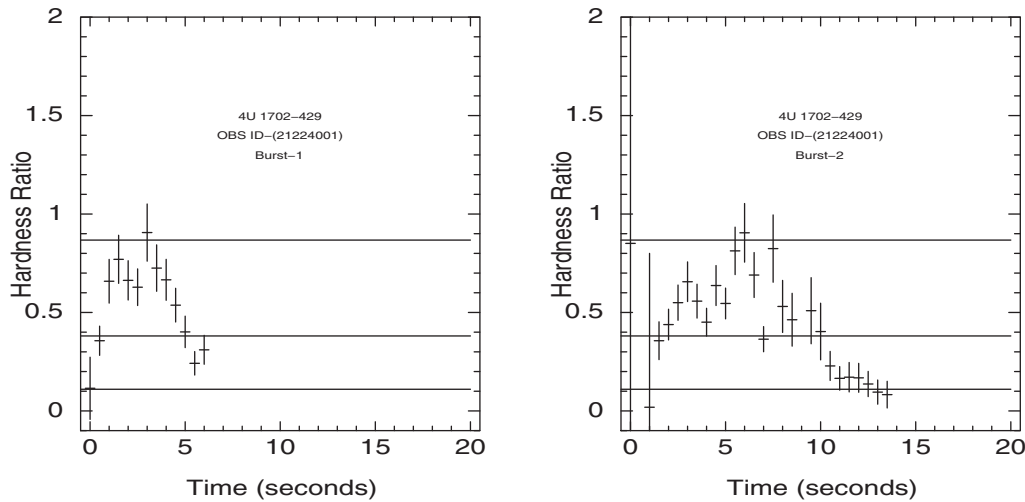 2
1.5
1
0.5
0
Hardness Ratio
4U 1702−429
OBS ID−(21224001)
Burst−1
0 5 10 15 20
Time (seconds)
2
1.5
1
0.5
0
Hardness Ratio
4U 1702−429
OBS ID−(21224001)
Burst−2
0 5 10 15 20
Time (seconds)